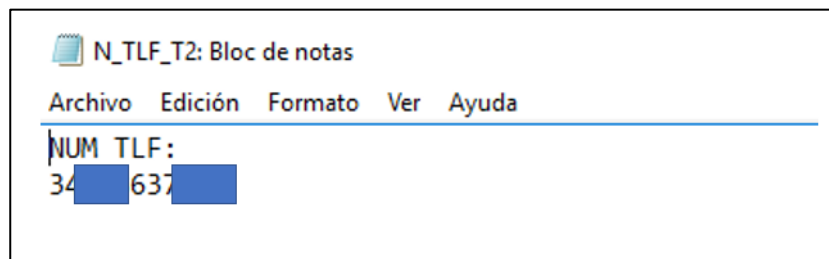 N_TLF_T2: Bloc de notas
Archivo Edición Formato Ver Ayuda
NUM TLF:
34 637